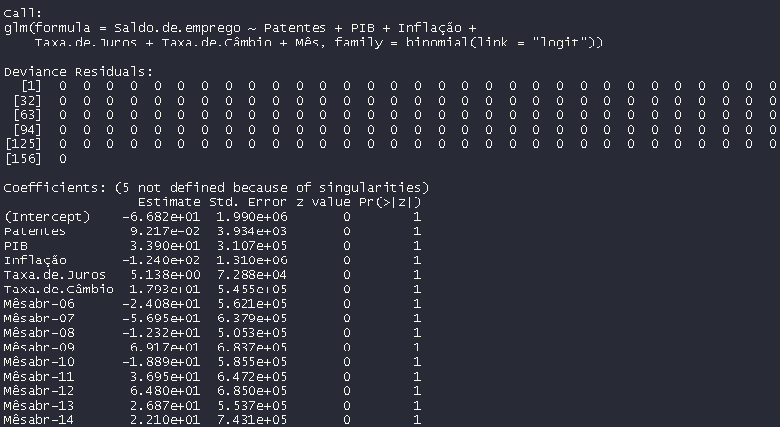 Call:
glm(formula = Saldo.de.emprego ~ Patentes + PIB + Inflação +
    Taxa.de.Juros + Taxa.de.Câmbio + Mês, family = binomial(link = "logit"))
Deviance Residuals:
  [1]  0  0  0  0  0  0  0  0  0  0  0  0  0  0  0  0  0  0  0  0  0  0  0  0  0  0  0  0  0  0  0
 [32]  0  0  0  0  0  0  0  0  0  0  0  0  0  0  0  0  0  0  0  0  0  0  0  0  0  0  0  0  0  0  0
 [63]  0  0  0  0  0  0  0  0  0  0  0  0  0  0  0  0  0  0  0  0  0  0  0  0  0  0  0  0  0  0  0
 [94]  0  0  0  0  0  0  0  0  0  0  0  0  0  0  0  0  0  0  0  0  0  0  0  0  0  0  0  0  0  0  0
[125]  0  0  0  0  0  0  0  0  0  0  0  0  0  0  0  0  0  0  0  0  0  0  0  0  0  0  0  0  0  0  0
[156]  0
Coefficients: (5 not defined because of singularities)
                 Estimate Std. Error z value Pr(>|z|)
(Intercept)    -6.682e+01  1.990e+06       0        1
Patentes        9.217e-02  3.934e+03       0        1
PIB             3.390e+01  3.107e+05       0        1
Inflação       -1.240e+02  1.310e+06       0        1
Taxa.de.Juros   5.138e+00  7.288e+04       0        1
Taxa.de.Câmbio  1.793e+01  5.455e+05       0        1
Mêsabr-06      -2.408e+01  5.621e+05       0        1
Mêsabr-07      -5.695e+01  6.379e+05       0        1
Mêsabr-08      -1.232e+01  5.053e+05       0        1
Mêsabr-09       6.917e+01  6.837e+05       0        1
Mêsabr-10      -1.889e+01  5.855e+05       0        1
Mêsabr-11       3.695e+01  6.472e+05       0        1
Mêsabr-12       6.480e+01  6.850e+05       0        1
Mêsabr-13       2.687e+01  5.537e+05       0        1
Mêsabr-14       2.210e+01  7.431e+05       0        1